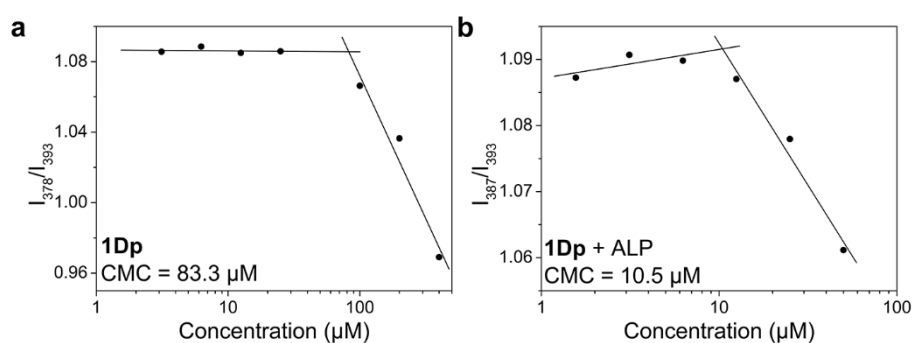 a
I378/I393
1.08
1.04
1.00
0.96
1Dp
CMC = 83.3 µM
1
10
100
Concentration (µM)
b
I387/I393
1.09
1.08
1.07
1.06
1Dp + ALP
CMC = 10.5 µM
1
10
100
Concentration (µM)